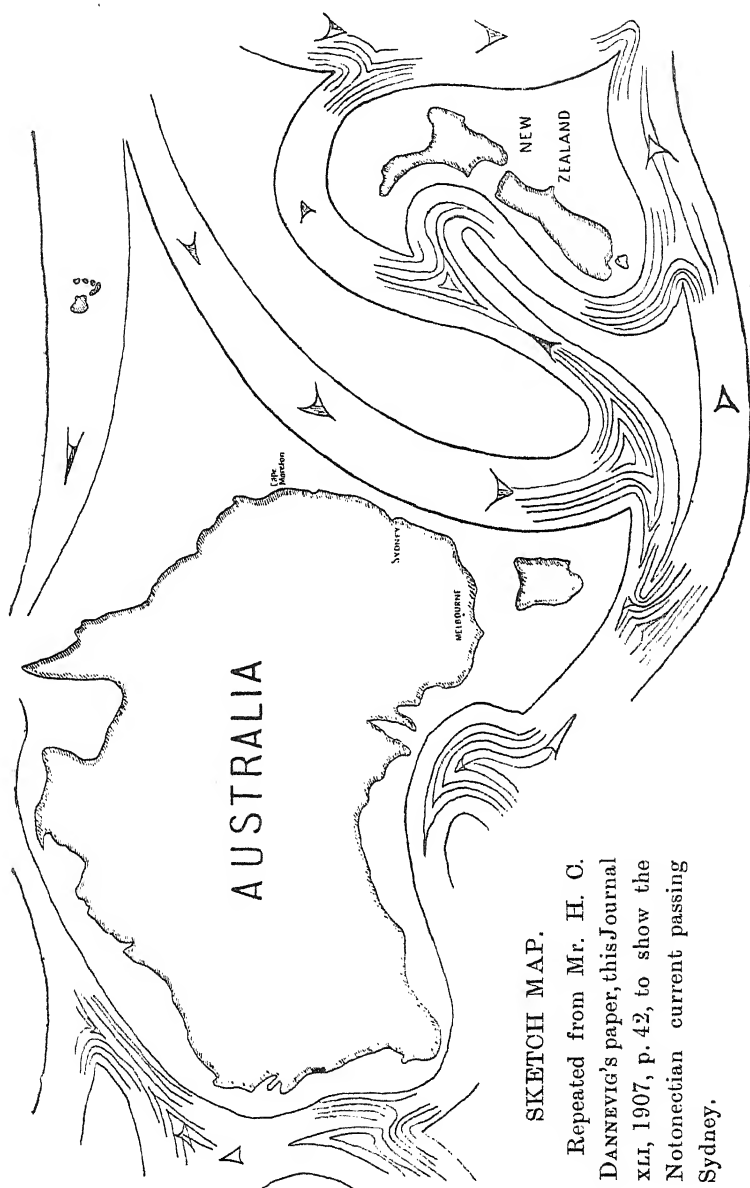 AUSTRALIA
Cape
Moreton
SYDNEY
MELBOURNE
NEW
ZEALAND
SKETCH MAP.
Repeated from Mr. H. C.
DANNEVIG's paper, this Journal
XLI, 1907, p. 42, to show the
Notonectian current passing
Sydney.